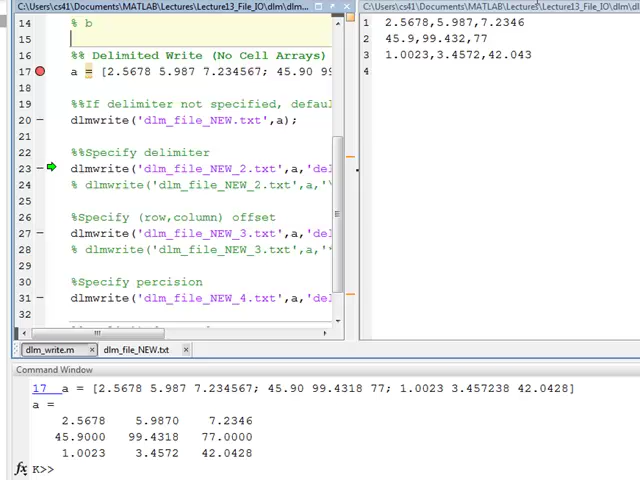 C:\Users\cs41\Documents\MATLAB\Lectures\Lecture13_File_IO\dlm\dlm
C:\Users\cs41\Documents\MATLAB\Lectures\Lecture13_File_IO\dlm\dlm
14 % b
15
16 %% Delimited Write (No Cell Arrays)
17 a = [2.5678 5.987 7.234567; 45.90 99
18
19 %%If delimiter not specified, defau
20 dlmwrite('dlm_file_NEW.txt',a);
21
22 %%Specify delimiter
23 dlmwrite('dlm_file_NEW_2.txt',a,'del
24 % dlmwrite('dlm_file_NEW_2.txt',a,'\
25
26 %Specify (row,column) offset
27 dlmwrite('dlm_file_NEW_3.txt',a,'del
28 % dlmwrite('dlm_file_NEW_3.txt',a,'
29
30 %Specify percision
31 dlmwrite('dlm_file_NEW_4.txt',a,'del
32
1 2.5678,5.987,7.2346
2 45.9,99.432,77
3 1.0023,3.4572,42.043
4
dlm_write.m × dlm_file_NEW.txt ×
Command Window
17 a = [2.5678 5.987 7.234567; 45.90 99.4318 77; 1.0023 3.457238 42.0428]
a =
2.5678 5.9870 7.2346
45.9000 99.4318 77.0000
1.0023 3.4572 42.0428
fx K>>